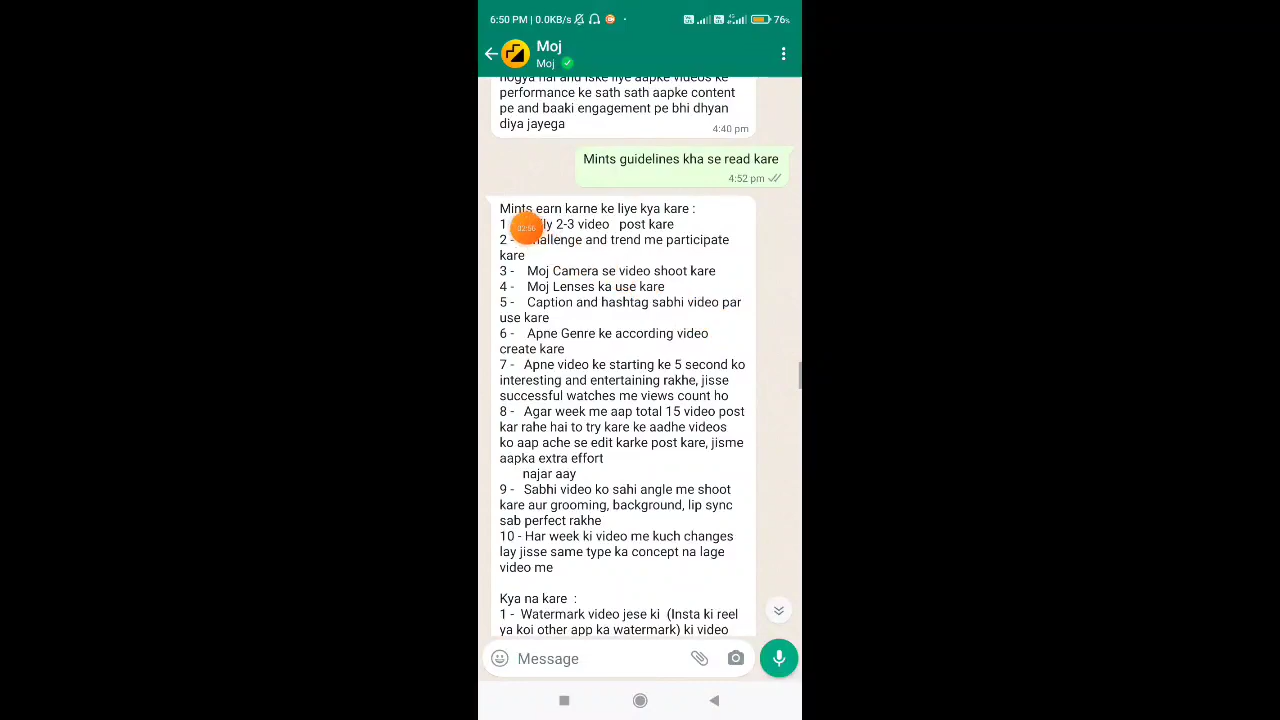 6:50 PM | 0.0KB/s
76%
Moj
Moj
hogya hai and iske liye aapke videos ke
performance ke sath sath aapke content
pe and baaki engagement pe bhi dhyan
diya jayega
4:40 pm
Mints guidelines kha se read kare
4:52 pm
Mints earn karne ke liye kya kare :
1 2-3 video post kare
2 - and trend me participate
kare
3 - Moj Camera se video shoot kare
4 - Moj Lenses ka use kare
5 - Caption and hashtag sabhi video par
use kare
6 - Apne Genre ke according video
create kare
7 - Apne video ke starting ke 5 second ko
interesting and entertaining rakhe, jisse
successful watches me views count ho
8 - Agar week me aap total 15 video post
kar rahe hai to try kare ke aadhe videos
ko aap ache se edit karke post kare, jisme
aapka extra effort
najar aay
9 - Sabhi video ko sahi angle me shoot
kare aur grooming, background, lip sync
sab perfect rakhe
10 - Har week ki video me kuch changes
lay jisse same type ka concept na lage
video me
Kya na kare :
1 - Watermark video jese ki (Insta ki reel
ya koi other app ka watermark) ki video
Message